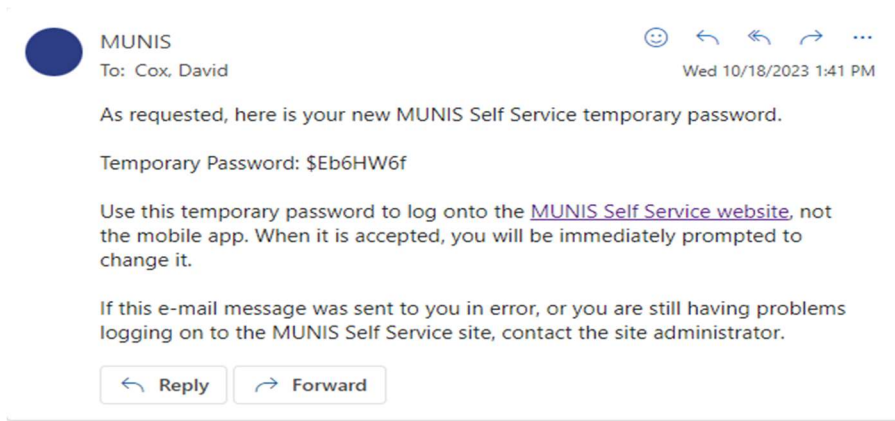 MUNIS
To: Cox, David
Wed 10/18/2023 1:41 PM
As requested, here is your new MUNIS Self Service temporary password.
Temporary Password: $Eb6HW6f
Use this temporary password to log onto the MUNIS Self Service website, not
the mobile app. When it is accepted, you will be immediately prompted to
change it.
If this e-mail message was sent to you in error, or you are still having problems
logging on to the MUNIS Self Service site, contact the site administrator.
Reply
Forward